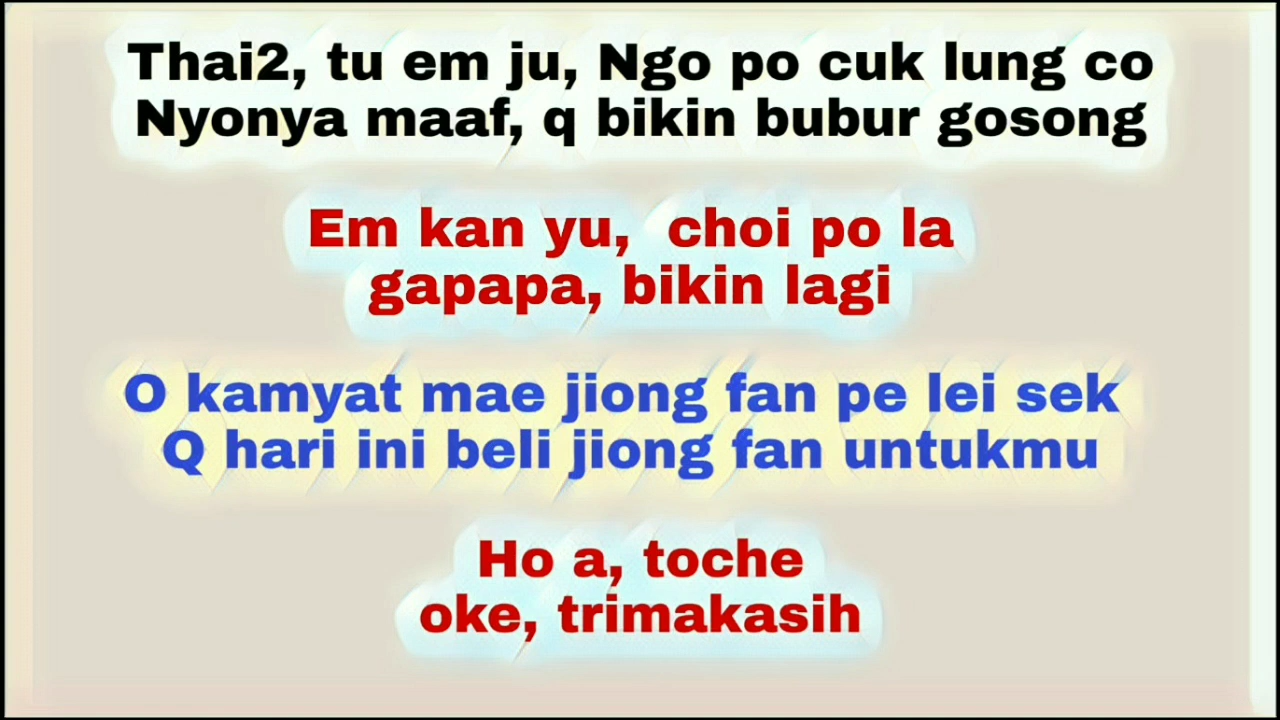 Thai2, tu em ju, Ngo po cuk lung co
Nyonya maaf, q bikin bubur gosong
Em kan yu, choi po la
gapapa, bikin lagi
O kamyat mae jiong fan pe lei sek
Q hari ini beli jiong fan untukmu
Ho a, toche
oke, trimakasih